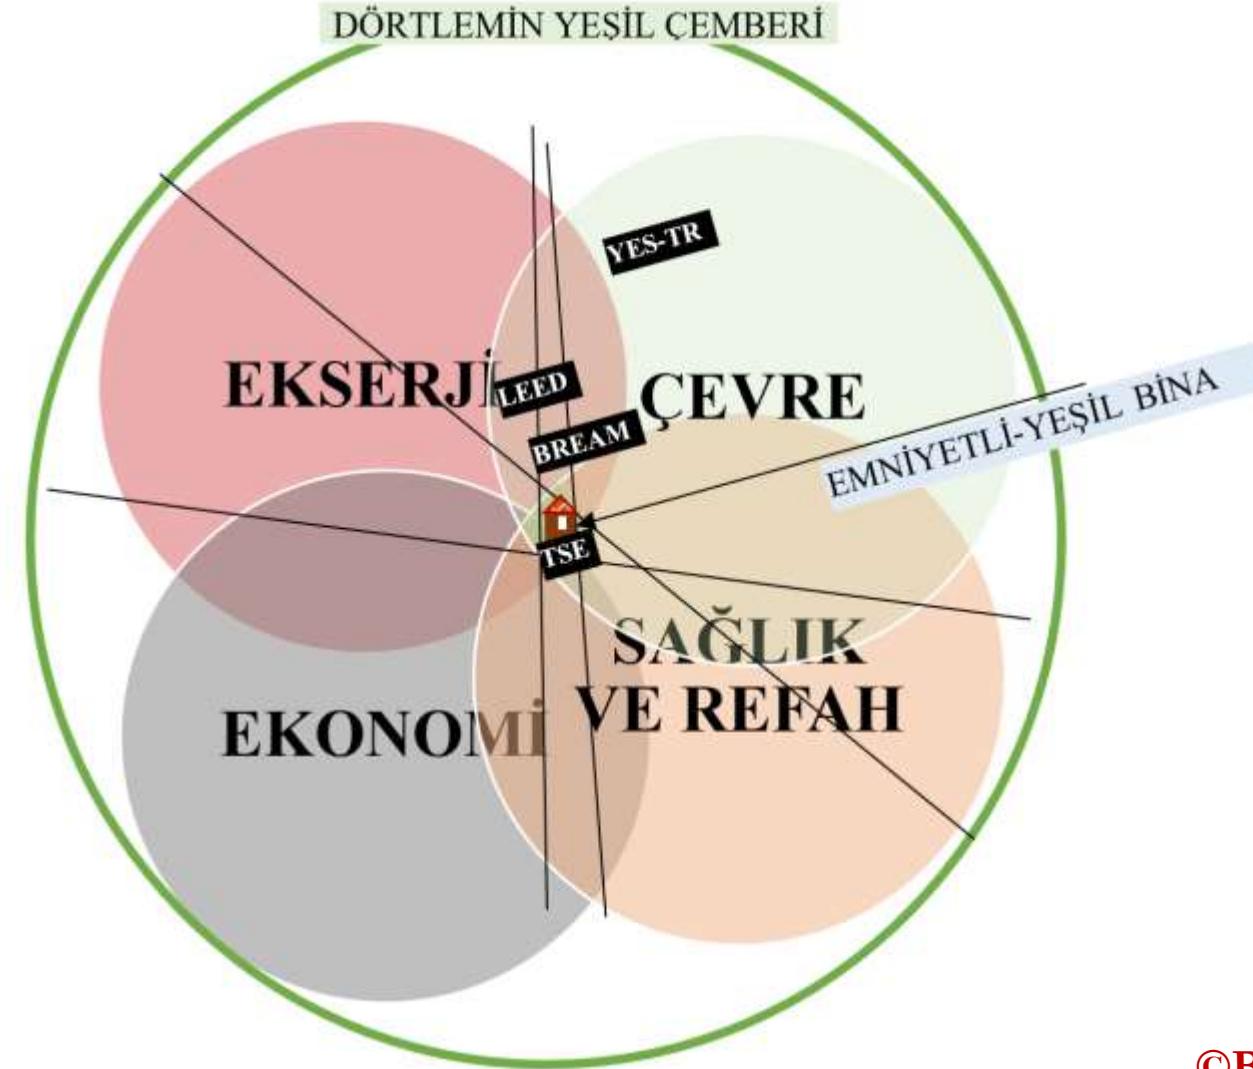 DÖRTLEMİN YEŞİL ÇEMBERİ
YES-TR
EKSERJİ
LEED
ÇEVRE
BREAM
EMNİYETLİ-YEŞİL BİNA
TSE
SAĞLIK
VE REFAH
EKONOMİ